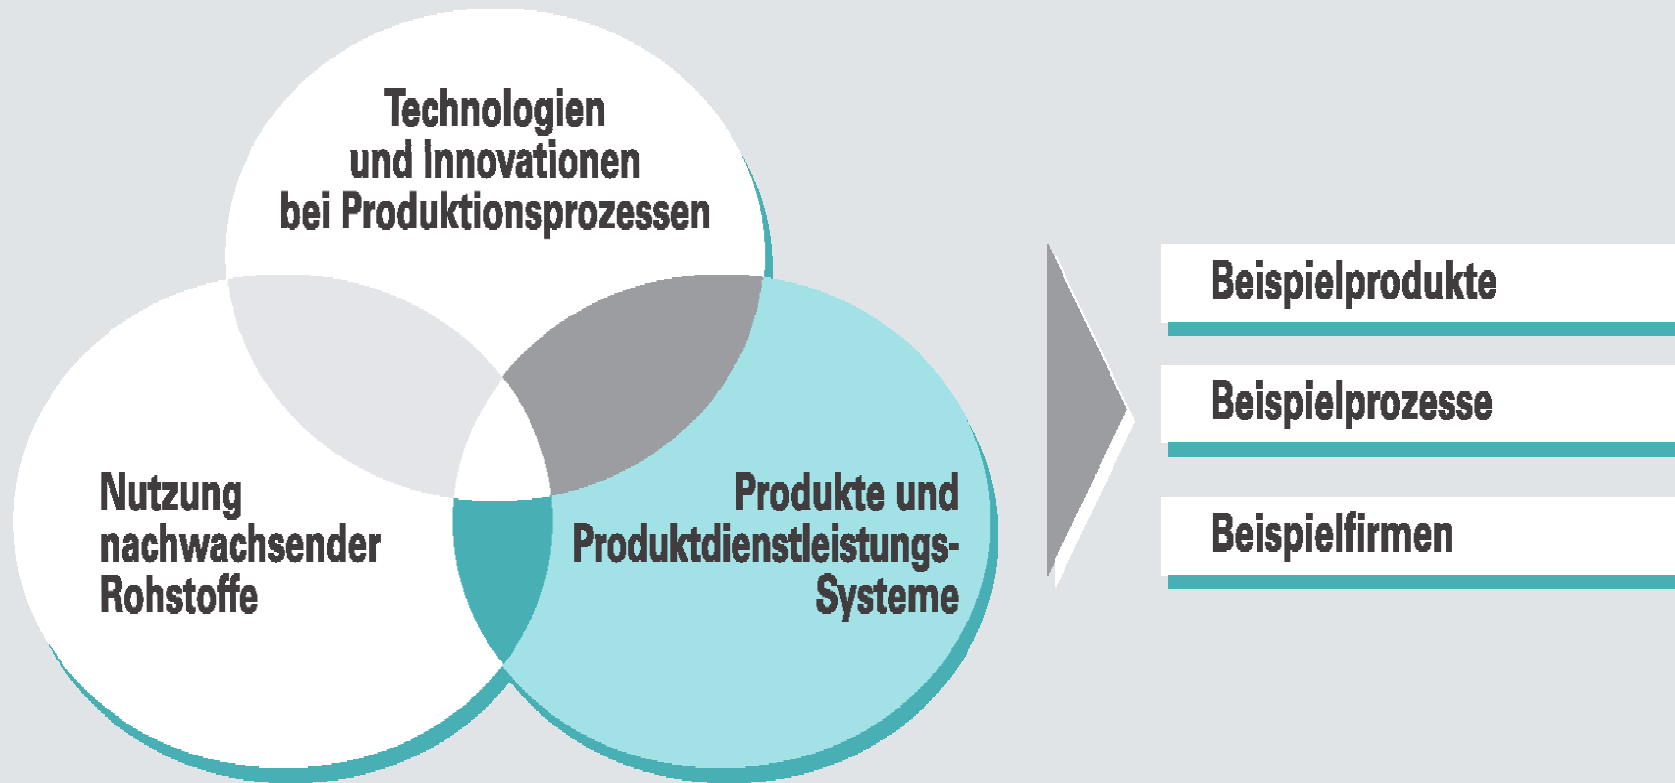 Technologien
und Innovationen
bei Produktionsprozessen
Nutzung
nachwachsender
Rohstoffe
Produkte und
Produktdienstleistungs-
Systeme
Beispielprodukte
Beispielprozesse
Beispielfirmen